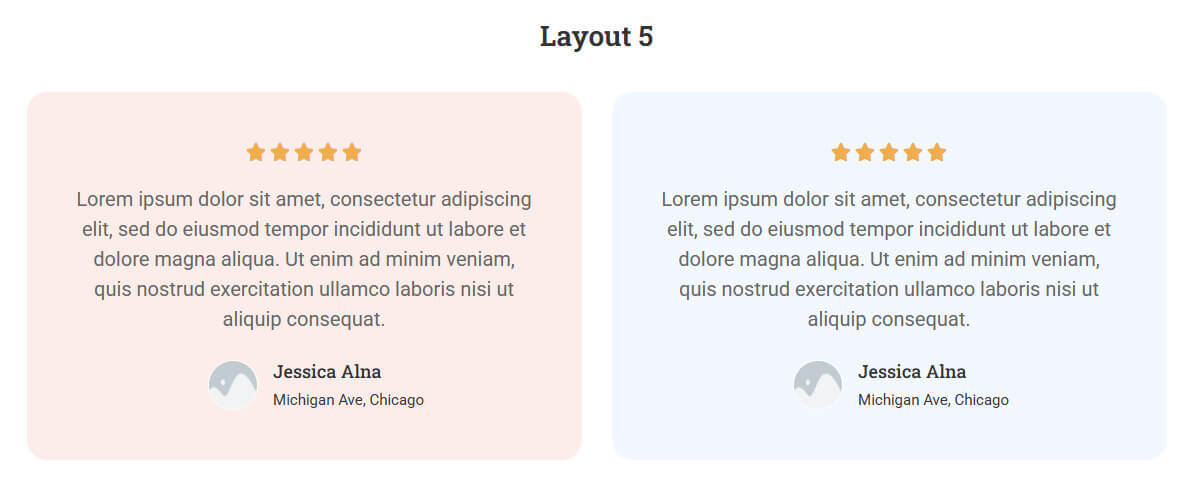 Layout 5
Lorem ipsum dolor sit amet, consectetur adipiscing
elit, sed do eiusmod tempor incididunt ut labore et
dolore magna aliqua. Ut enim ad minim veniam,
quis nostrud exercitation ullamco laboris nisi ut
aliquip consequat.
Jessica Alna
Michigan Ave, Chicago
Lorem ipsum dolor sit amet, consectetur adipiscing
elit, sed do eiusmod tempor incididunt ut labore et
dolore magna aliqua. Ut enim ad minim veniam,
quis nostrud exercitation ullamco laboris nisi ut
aliquip consequat.
Jessica Alna
Michigan Ave, Chicago